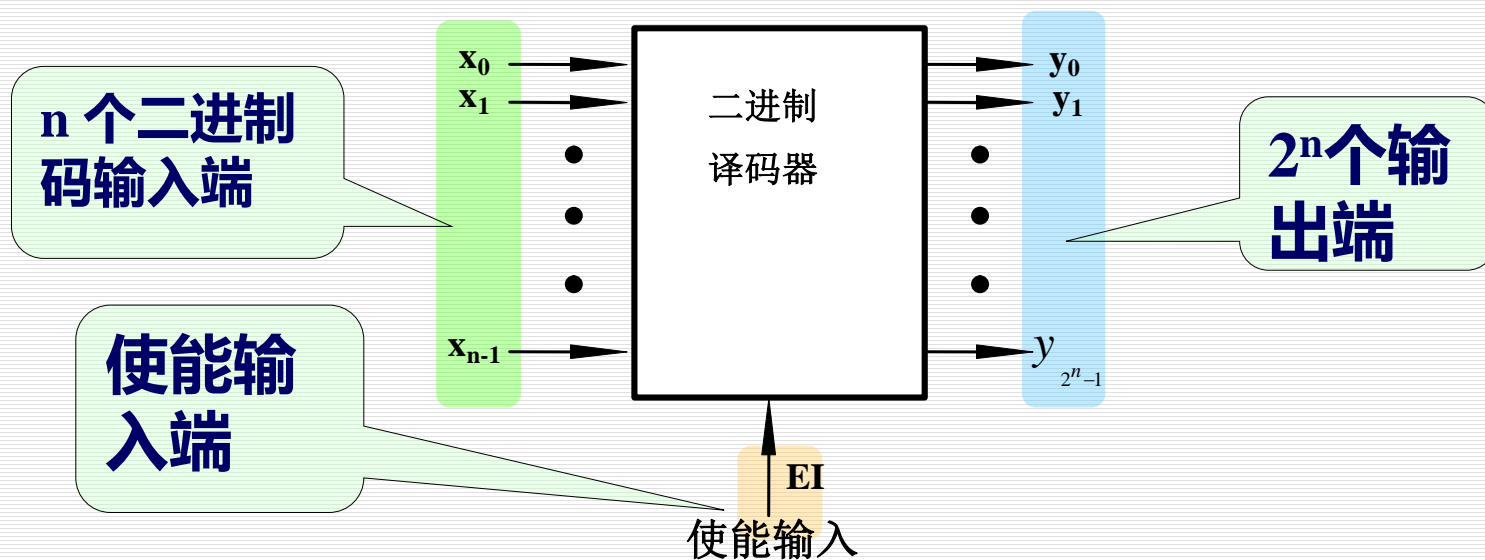 x₀
x₁
xₙ₋₁
n 个二进制
码输入端
使能输
入端
二进制
译码器
y₀
y₁
y 2ⁿ−1
2ⁿ个输
出端
EI
使能输入